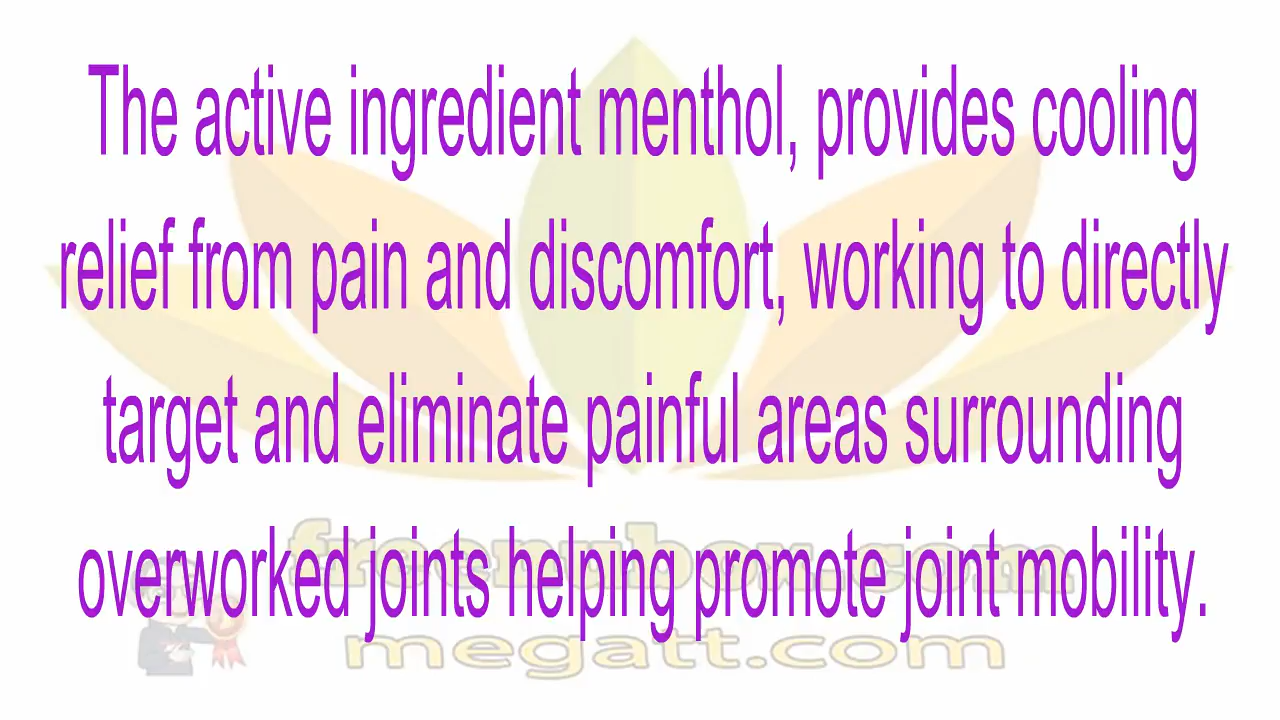 The active ingredient menthol, provides cooling
relief from pain and discomfort, working to directly
target and eliminate painful areas surrounding
overworked joints helping promote joint mobility.
megatt.com